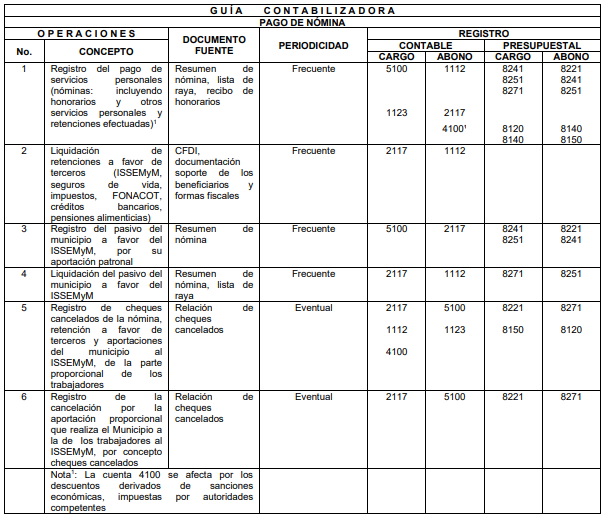 GUÍA CONTABILIZADORA
PAGO DE NÓMINA
OPERACIONES
DOCUMENTO FUENTE
PERIODICIDAD
REGISTRO
No.
CONCEPTO
CONTABLE
PRESUPUESTAL
CARGO ABONO CARGO ABONO
1
Registro del pago de
servicios personales
(nóminas: incluyendo
honorarios y otros
servicios personales y
retenciones efectuadas)¹
Resumen de
nómina, lista de
raya, recibo de
honorarios
Frecuente
5100 1112 8241 8221
8251 8241
8271 8251
1123 2117
4100¹ 8120 8140
8140 8150
2
Liquidación de
retenciones a favor de
terceros (ISSEMyM,
seguros de vida,
impuestos, FONACOT,
créditos bancarios,
pensiones alimenticias)
CFDI,
documentación
soporte de los
beneficiarios y
formas fiscales
Frecuente
2117 1112
3
Registro del pasivo del
municipio a favor del
ISSEMyM, por su
aportación patronal
Resumen de
nómina
Frecuente
5100 2117 8241 8221
8251 8241
4
Liquidación del pasivo del
municipio a favor del
ISSEMyM
Resumen de
nómina, lista de
raya
Frecuente
2117 1112 8271 8251
5
Registro de cheques
cancelados de la nómina,
retención a favor de
terceros y aportaciones
del municipio al
ISSEMyM, de la parte
proporcional de los
trabajadores
Relación de
cheques
cancelados
Eventual
2117 5100 8221 8271
1112 1123 8150 8120
4100
6
Registro de la
cancelación por la
aportación proporcional
que realiza el Municipio a
la de los trabajadores al
ISSEMyM, por concepto
cheques cancelados
Relación de
cheques
cancelados
Eventual
2117 5100 8221 8271
Nota¹: La cuenta 4100 se afecta por los
descuentos derivados de sanciones
económicas, impuestas por autoridades
competentes